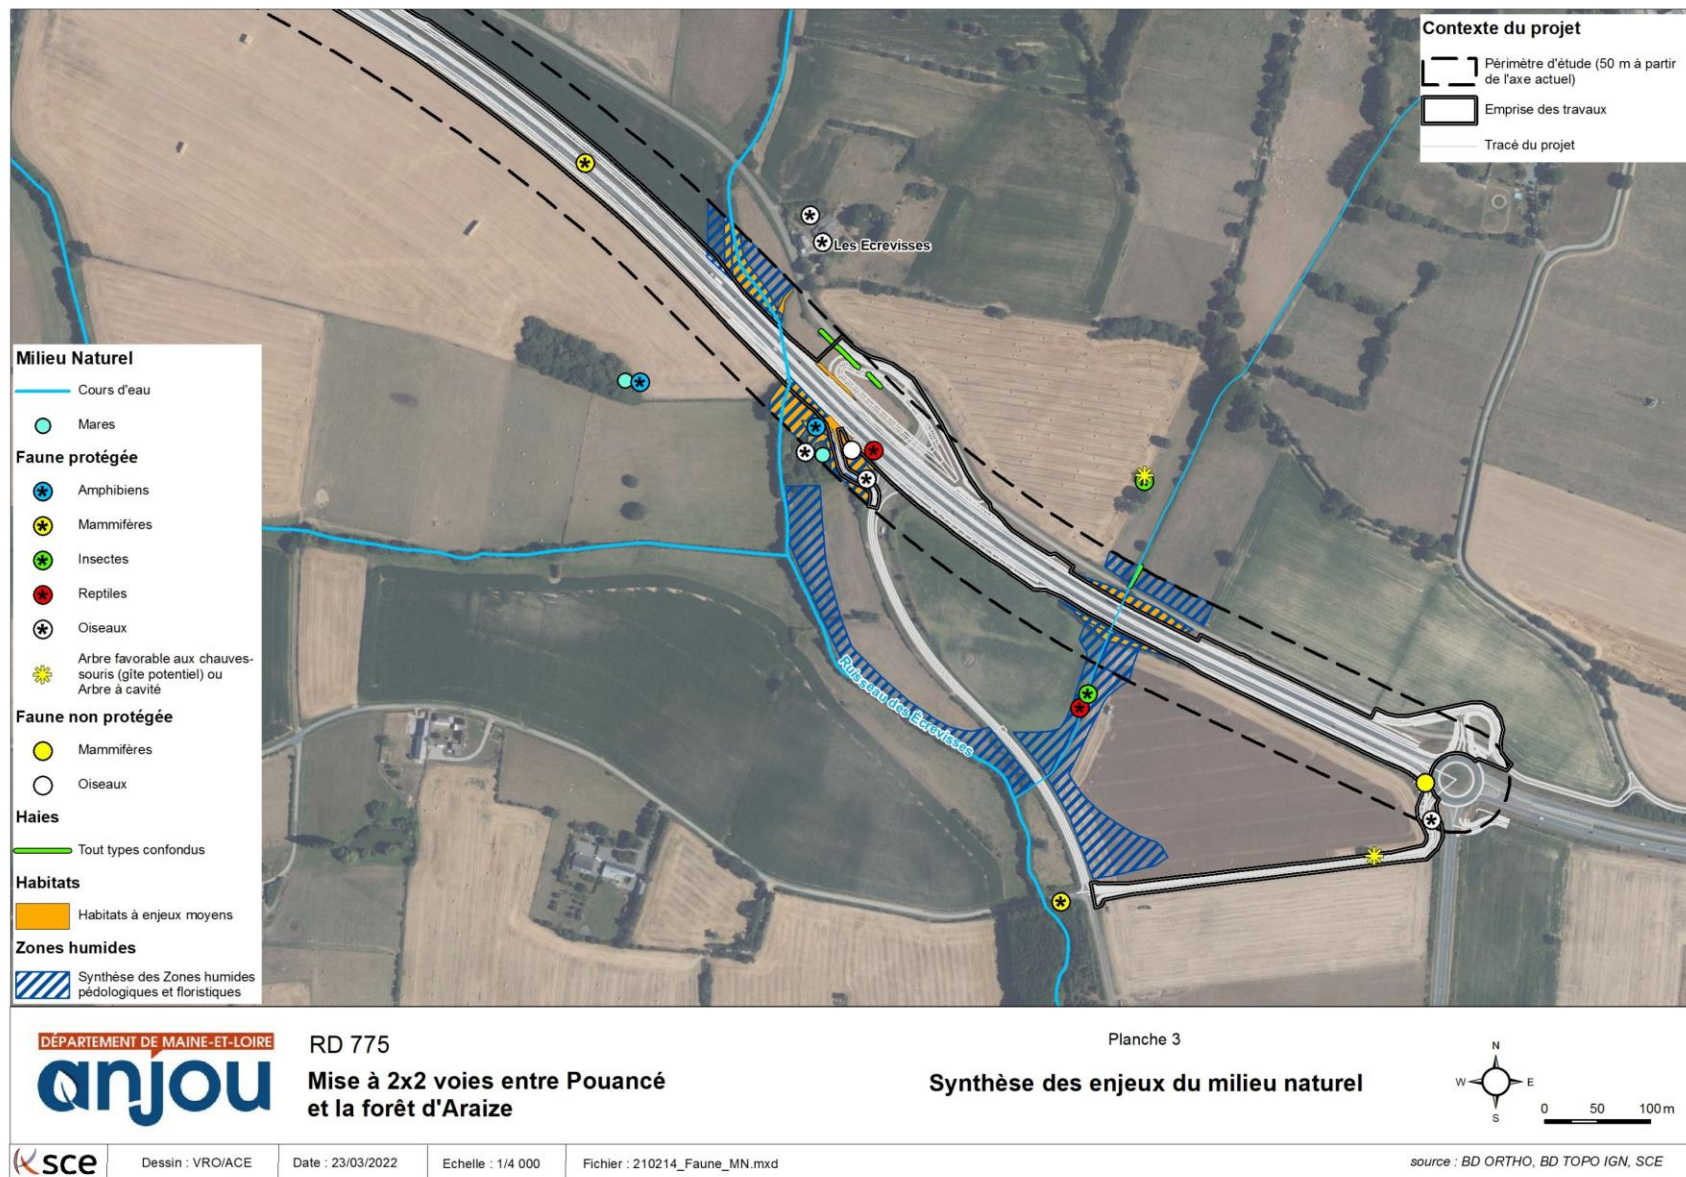 Contexte du projet
Périmètre d'étude (50 m à partir
de l'axe actuel)
Emprise des travaux
Tracé du projet
Les Ecrevisses
Milieu Naturel
Cours d'eau
Mares
Faune protégée
Amphibiens
Mammifères
Insectes
Reptiles
Oiseaux
Arbre favorable aux chauves-
souris (gîte potentiel) ou
Arbre à cavité
Faune non protégée
Mammifères
Oiseaux
Haies
Tout types confondus
Habitats
Habitats à enjeux moyens
Zones humides
Synthèse des Zones humides
pédologiques et floristiques
Ruisseau des Écrevisses
DÉPARTEMENT DE MAINE-ET-LOIRE
anjou
RD 775
Mise à 2x2 voies entre Pouancé
et la forêt d'Araize
Planche 3
Synthèse des enjeux du milieu naturel
N
W E
S
0 50 100 m
sce
Dessin : VRO/ACE
Date : 23/03/2022
Echelle : 1/4 000
Fichier : 210214_Faune_MN.mxd
source : BD ORTHO, BD TOPO IGN, SCE